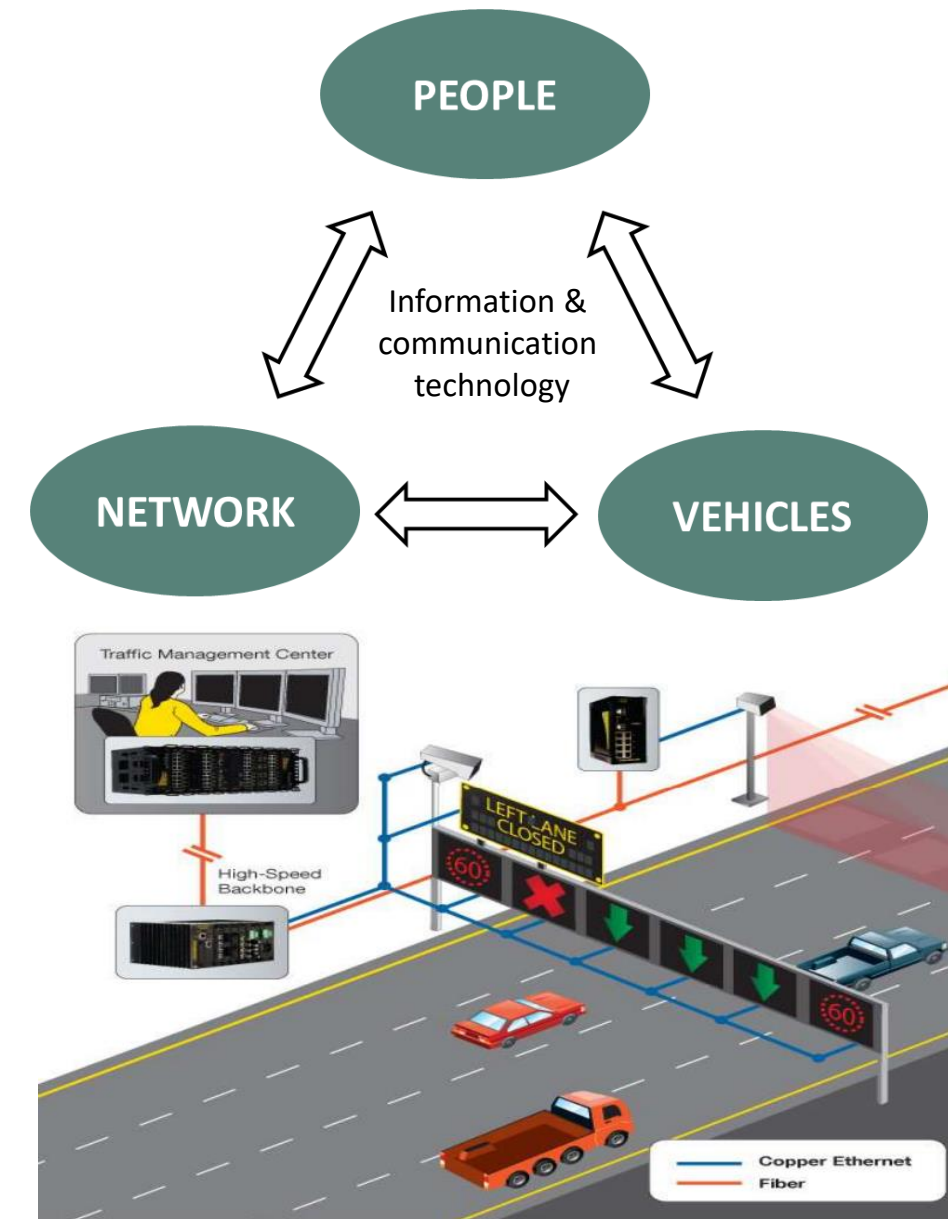 PEOPLE
Information &
communication
technology
NETWORK
VEHICLES
Traffic Management Center
High-Speed
Backbone
LEFT LANE
CLOSED
60
60
Copper Ethernet
Fiber